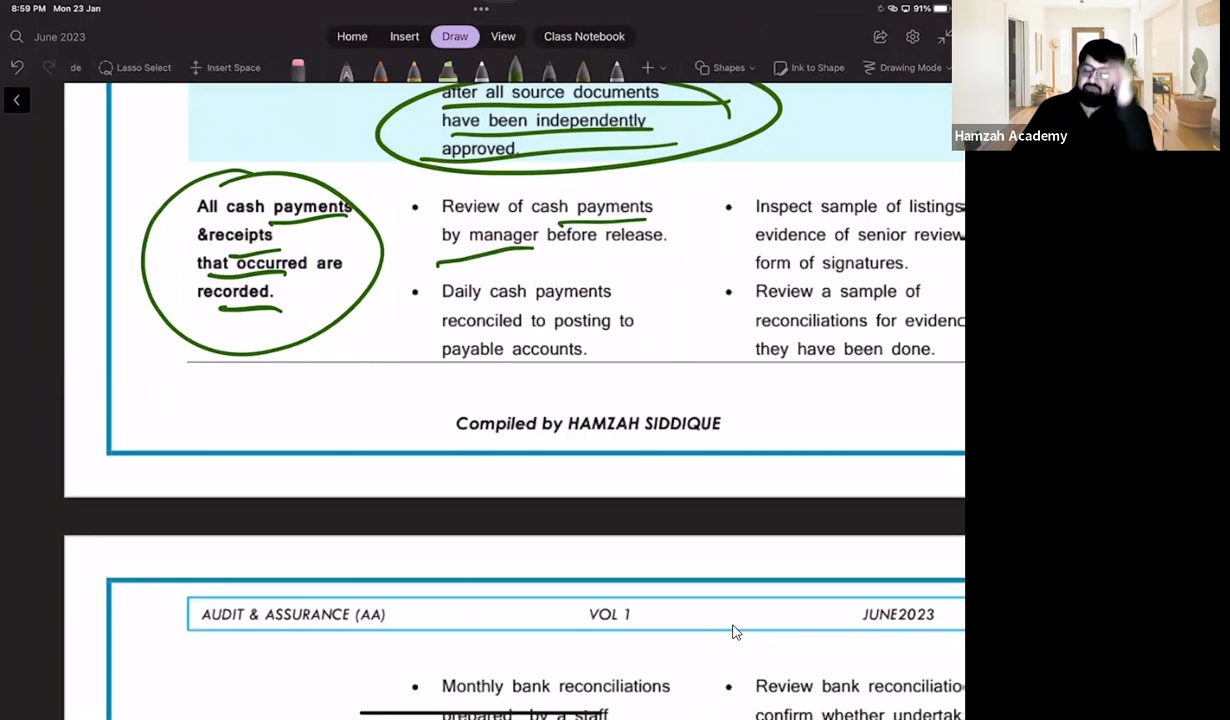 8:59 PM Mon 23 Jan
91%
June 2023
Home Insert Draw View Class Notebook
de Lasso Select Insert Space Shapes Ink to Shape Drawing Mode
Hamzah Academy
after all source documents
have been independently
approved.
All cash payments
&receipts
that occurred are
recorded.
• Review of cash payments
by manager before release.
• Daily cash payments
reconciled to posting to
payable accounts.
• Inspect sample of listings
evidence of senior review
form of signatures.
• Review a sample of
reconciliations for evidenc
they have been done.
Compiled by HAMZAH SIDDIQUE
AUDIT & ASSURANCE (AA) VOL 1 JUNE2023
• Monthly bank reconciliations
prepared by a staff
• Review bank reconciliatio
confirm whether undertak